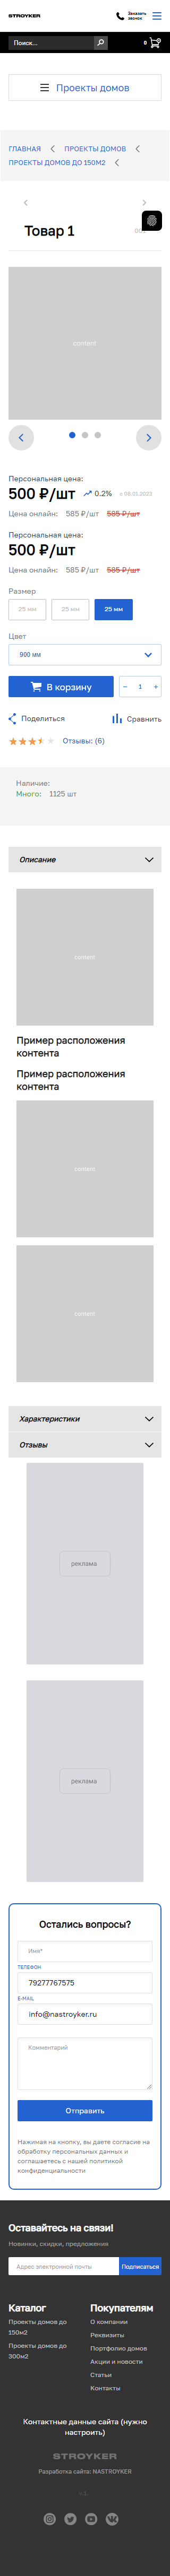 STROYKER
Заказать
звонок
Поиск...
0
Проекты домов
ГЛАВНАЯ
ПРОЕКТЫ ДОМОВ
ПРОЕКТЫ ДОМОВ ДО 150М2
Товар 1
content
Персональная цена:
500 ₽/шт
0.2%
с 09.01.2023
Цена онлайн: 585 ₽/шт 585 ₽/шт
Персональная цена:
500 ₽/шт
Цена онлайн: 585 ₽/шт 585 ₽/шт
Размер
25 мм
25 мм
25 мм
Цвет
900 мм
В корзину
− 1 +
Поделиться
Сравнить
Отзывы: (6)
Наличие:
Много: 1125 шт
Описание
content
Пример расположения
контента
Пример расположения
контента
content
content
Характеристики
Отзывы
реклама
реклама
Остались вопросы?
Имя*
ТЕЛЕФОН
79277767575
E-MAIL
info@nastroyker.ru
Комментарий
Отправить
Нажимая на кнопку, вы даете согласие на
обработку персональных данных и
соглашаетесь с нашей политикой
конфиденциальности
Оставайтесь на связи!
Новинки, скидки, предложения
Адрес электронной почты
Подписаться
Каталог
Проекты домов до
150м2
Проекты домов до
300м2
Покупателям
О компании
Реквизиты
Портфолио домов
Акции и новости
Статьи
Контакты
Контактные данные сайта (нужно
настроить)
STROYKER
Разработка сайта: NASTROYKER